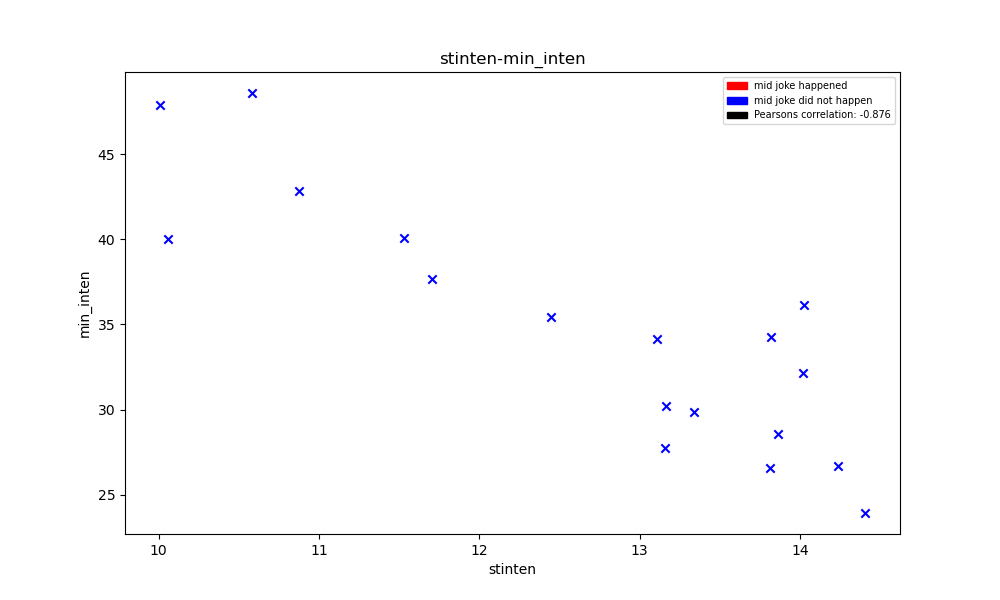 stinten-min_inten
mid joke happened
mid joke did not happen
Pearsons correlation: -0.876
45
40
35
30
25
min_inten
10 11 12 13 14
stinten